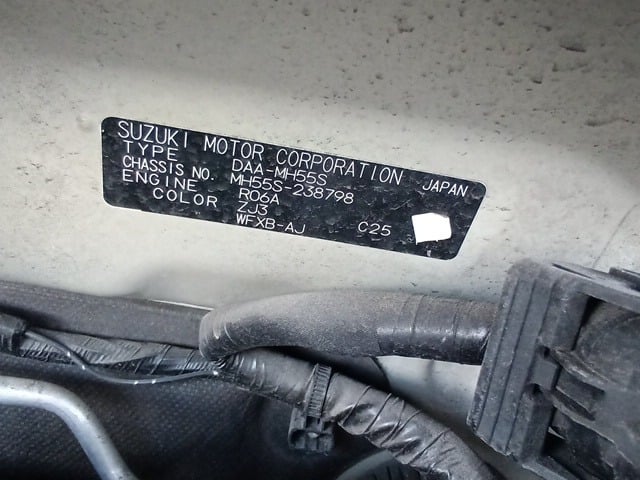 SUZUKI MOTOR CORPORATION JAPAN
TYPE DAA-MH55S
CHASSIS NO. MH55S-238798
ENGINE R06A
COLOR ZJ3
WFXB-AJ C25